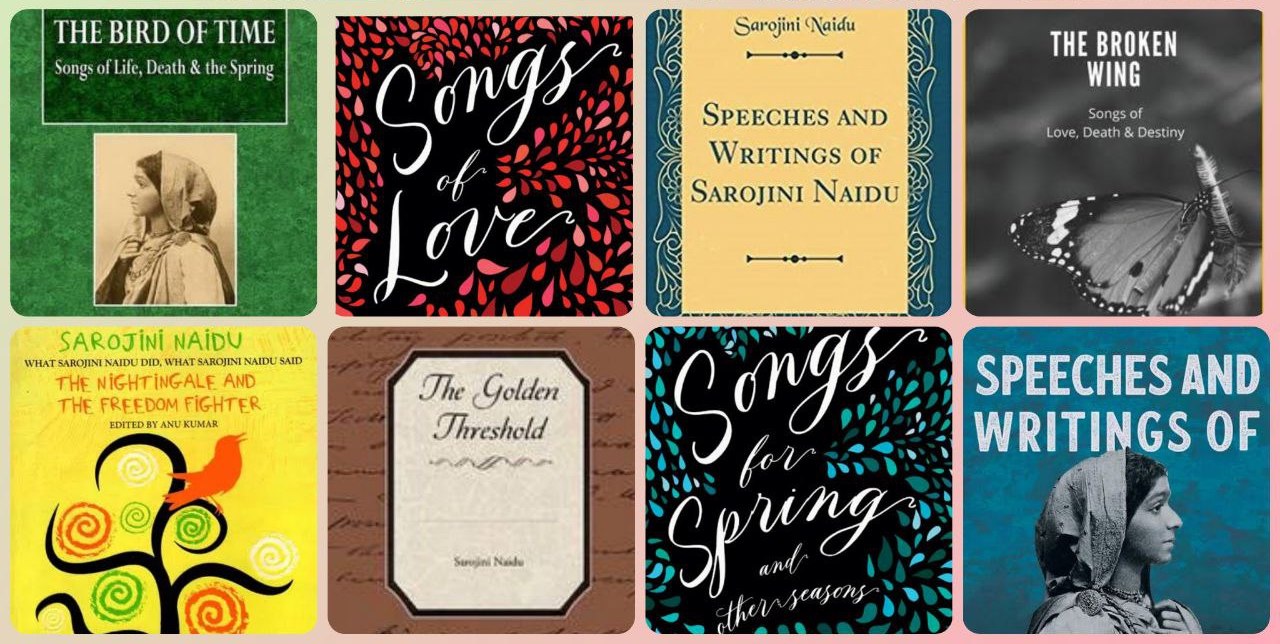 THE BIRD OF TIME
Songs of Life, Death & the Spring
Songs
of
Love
Sarojini Naidu
SPEECHES AND
WRITINGS OF
SAROJINI NAIDU
THE BROKEN
WING
Songs of
Love, Death & Destiny
SAROJINI NAIDU
WHAT SAROJINI NAIDU DID, WHAT SAROJINI NAIDU SAID
THE NIGHTINGALE AND
THE FREEDOM FIGHTER
EDITED BY ANU KUMAR
The Golden
Threshold
Sarojini Naidu
Songs
for
Spring
and
other seasons
SPEECHES AND
WRITINGS OF